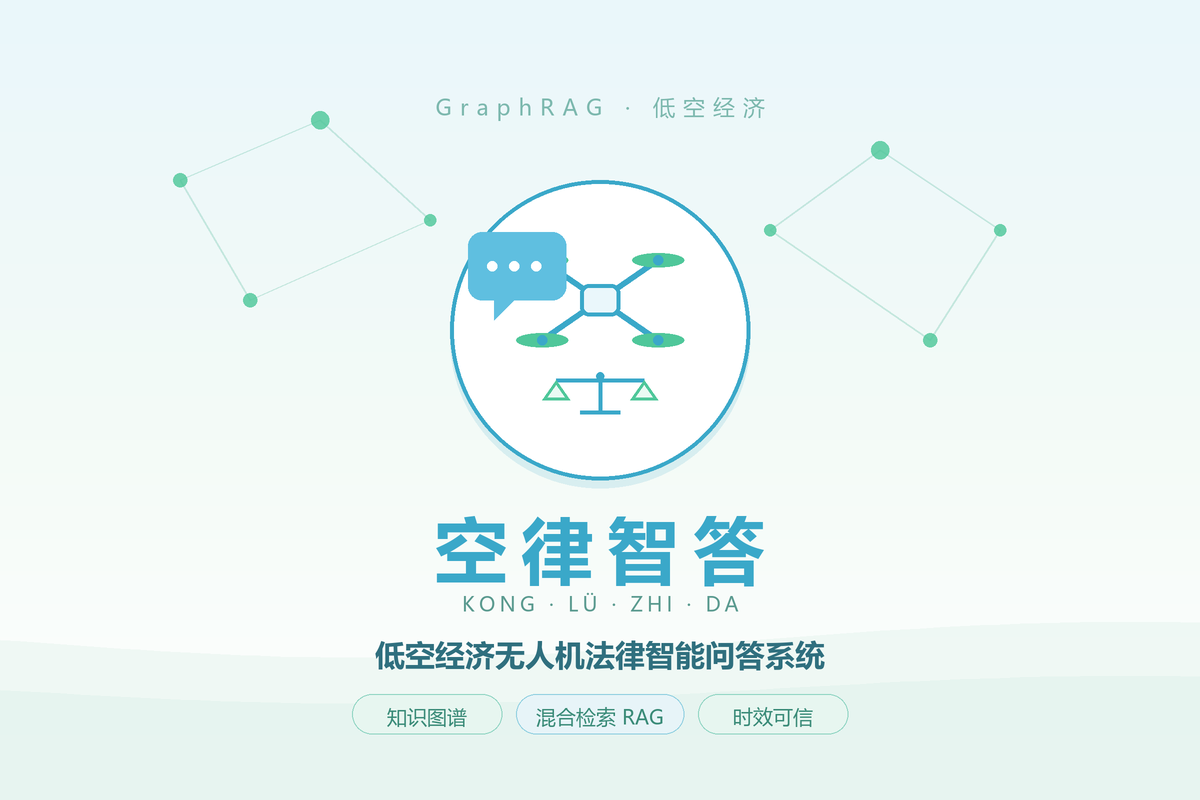 GraphRAG · 低空经济
空律智答
KONG · LÜ · ZHI · DA
低空经济无人机法律智能问答系统
知识图谱
混合检索 RAG
时效可信